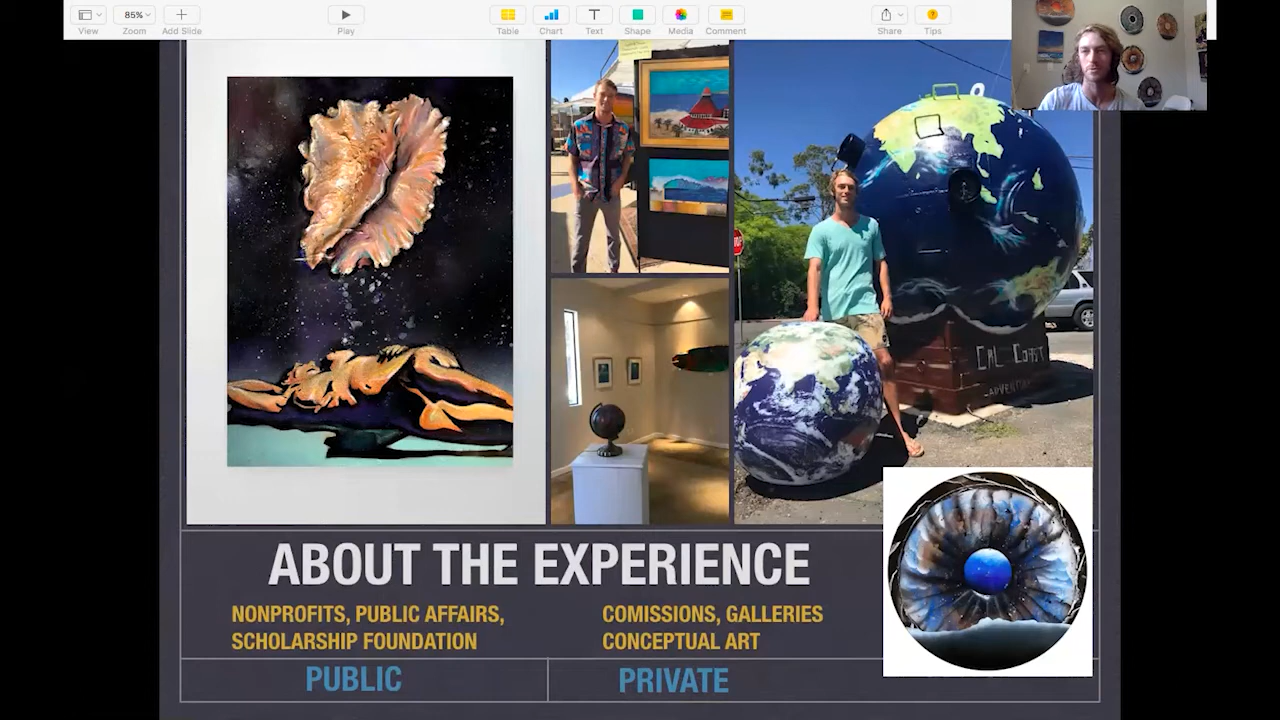 85%
View
Zoom
Add Slide
Play
Table
Chart
Text
Shape
Media
Comment
Share
Tips
CAL COAST
ABOUT THE EXPERIENCE
NONPROFITS, PUBLIC AFFAIRS,
SCHOLARSHIP FOUNDATION
COMISSIONS, GALLERIES
CONCEPTUAL ART
PUBLIC
PRIVATE